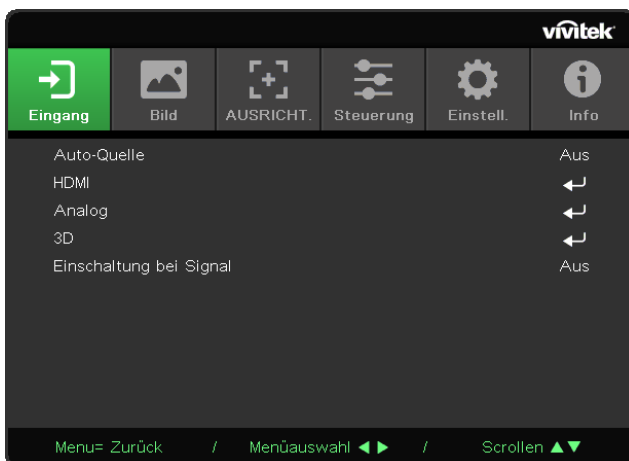 vivitek
Eingang Bild AUSRICHT. Steuerung Einstell. Info
Auto-Quelle Aus
HDMI
Analog
3D
Einschaltung bei Signal Aus
Menu= Zurück / Menüauswahl ◀ ▶ / Scrollen ▲▼